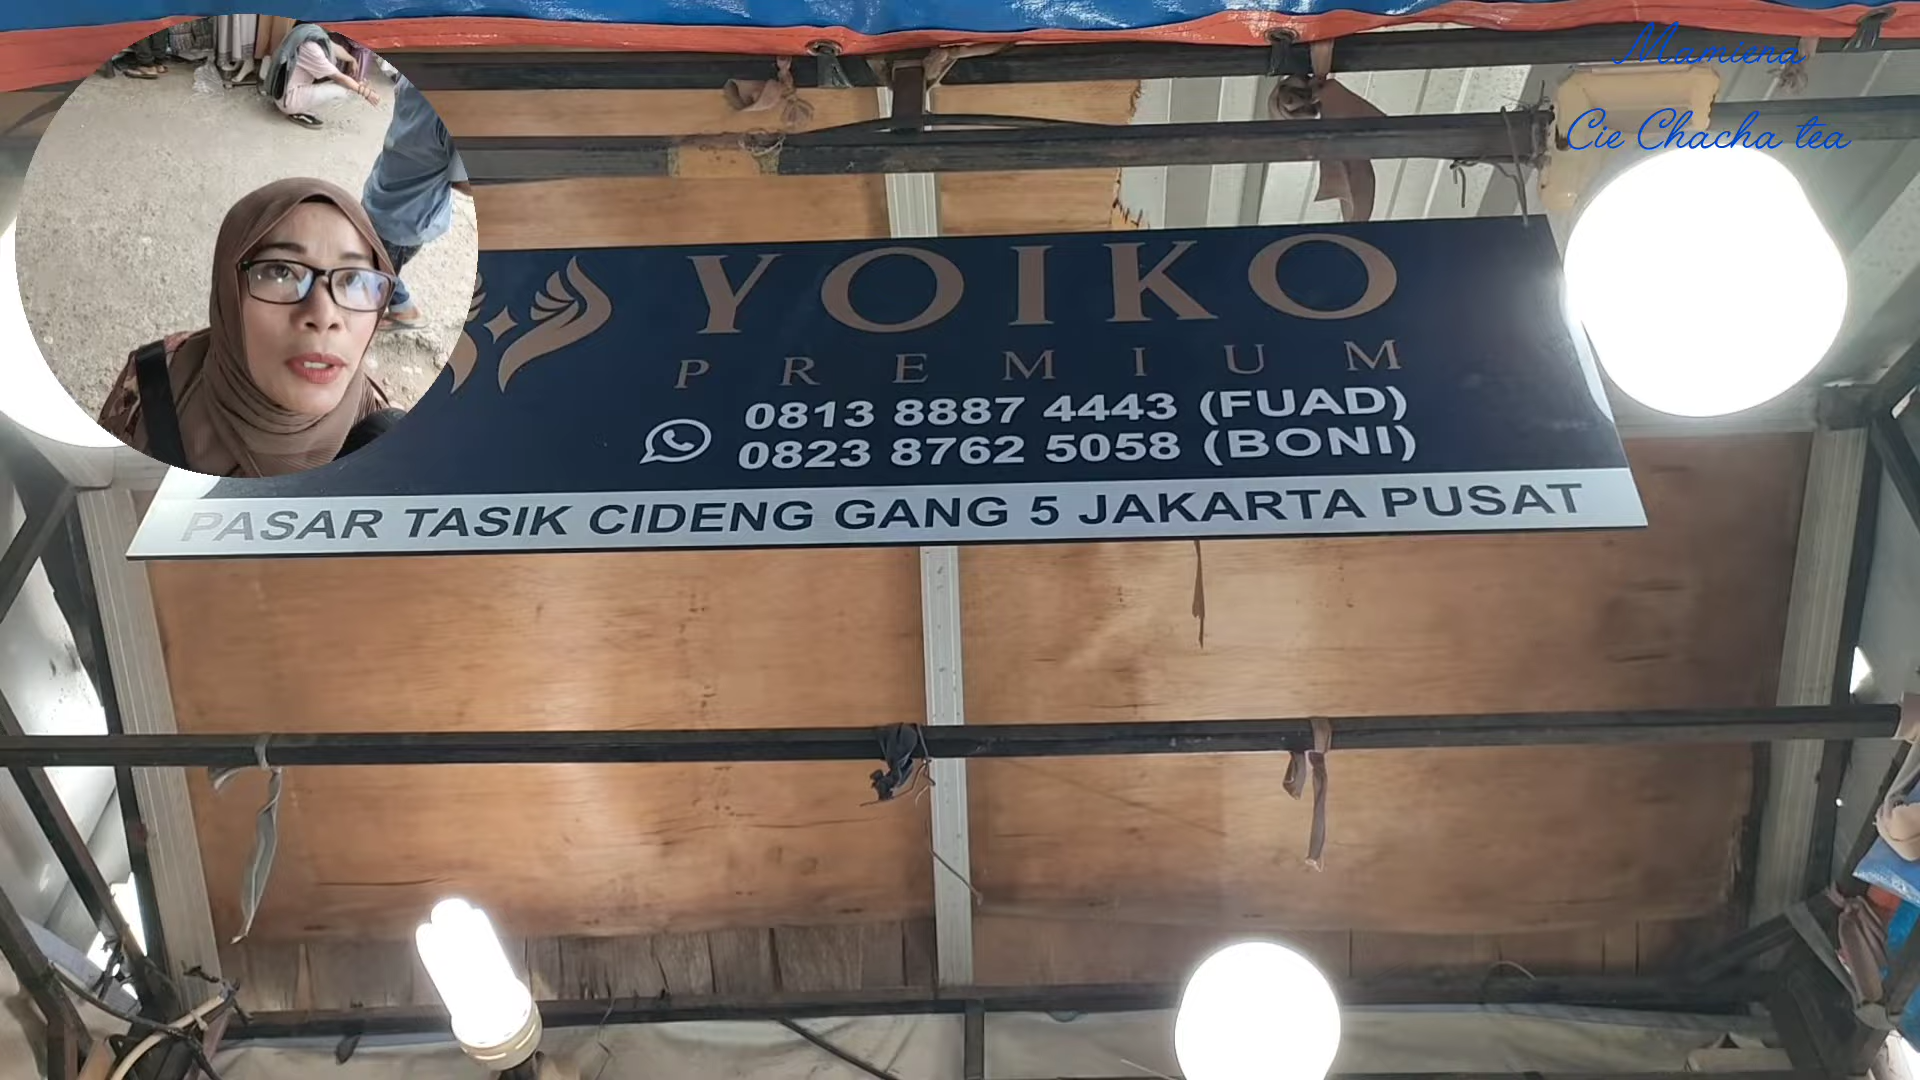 Mamiena
Cie Chacha tea
YOIKO
PREMIUM
0813 8887 4443 (FUAD)
0823 8762 5058 (BONI)
PASAR TASIK CIDENG GANG 5 JAKARTA PUSAT